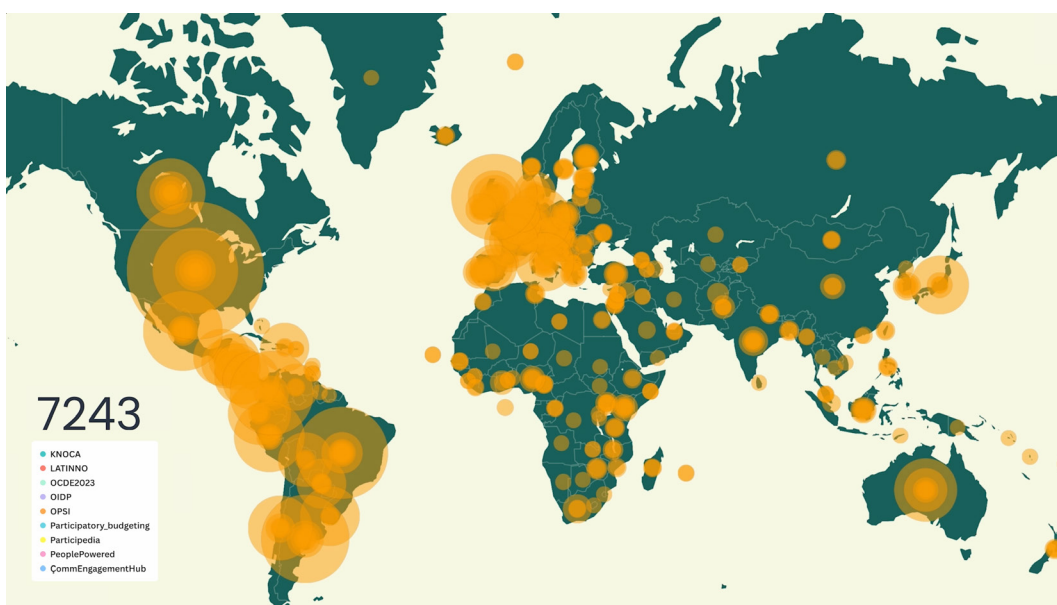 7243
KNOCA
LATINNO
OCDE2023
OIDP
OPSI
Participatory_budgeting
Participedia
PeoplePowered
ÇommEngagementHub